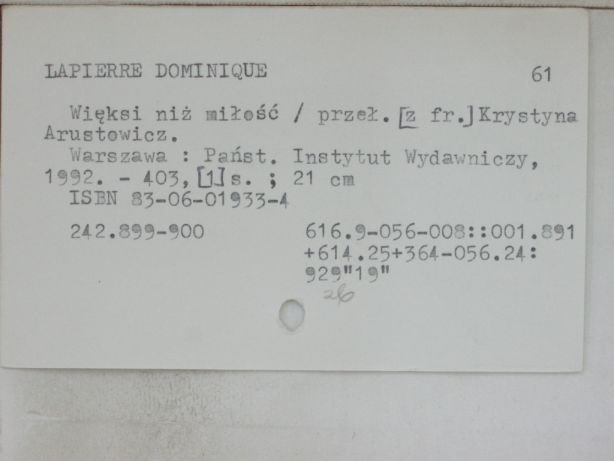 LAPIERRE DOMINIQUE 61
Więksi niż miłość / przeł. [z fr.] Krystyna
Arustowicz.
Warszawa : Państ. Instytut Wydawniczy,
1992. - 403, [1] s. ; 21 cm
ISBN 83-06-01933-4
242.899-900 616.9-056-008::001.891
+614.25+364-056.24:
929"19"
26